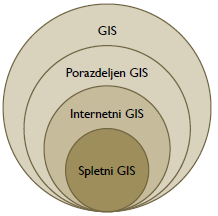 GIS
Porazdeljen GIS
Internetni GIS
Spletni GIS